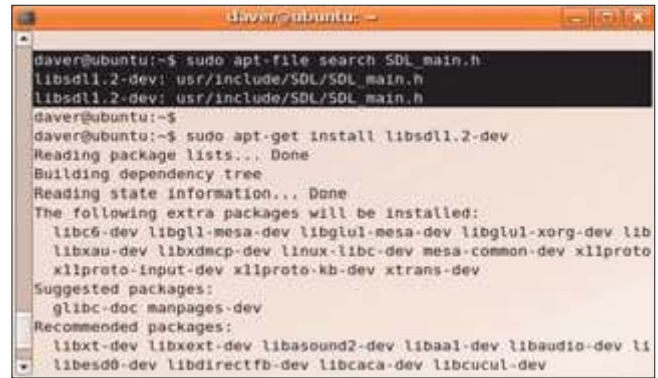 daver@ubuntu: ~
daver@ubuntu:~$ sudo apt-file search SDL_main.h
libsdl1.2-dev: usr/include/SDL/SDL_main.h
libsdl1.2-dev: usr/include/SDL/SDL_main.h
daver@ubuntu:~$
daver@ubuntu:~$ sudo apt-get install libsdl1.2-dev
Reading package lists... Done
Building dependency tree
Reading state information... Done
The following extra packages will be installed:
libc6-dev libgl1-mesa-dev libglu1-mesa-dev libglu1-xorg-dev lib
libxau-dev libxdmcp-dev linux-libc-dev mesa-common-dev x11proto
x11proto-input-dev x11proto-kb-dev xtrans-dev
Suggested packages:
glibc-doc manpages-dev
Recommended packages:
libxt-dev libxext-dev libasound2-dev libaa1-dev libaudio-dev li
libesd0-dev libdirectfb-dev libcaca-dev libcucul-dev